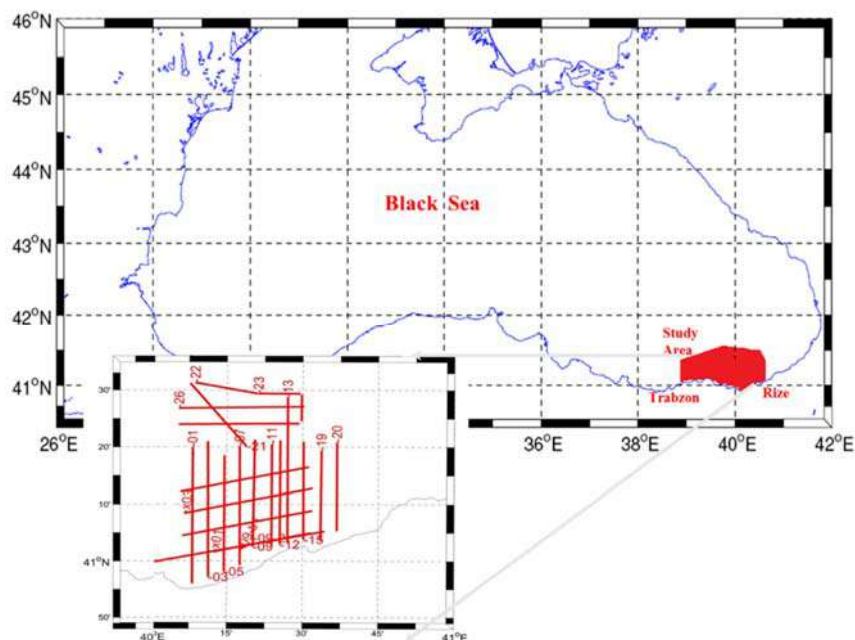 46°N
45°N
44°N
43°N
42°N
41°N
26°E
36°E
38°E
40°E
42°E
Black Sea
Study
Area
Trabzon
Rize
30'
20'
10'
41°N
50'
40°E
15'
30'
45'
41°E
22
23
13
26
01
07
11
19
20
21
-03
-05
-09
-12
-15